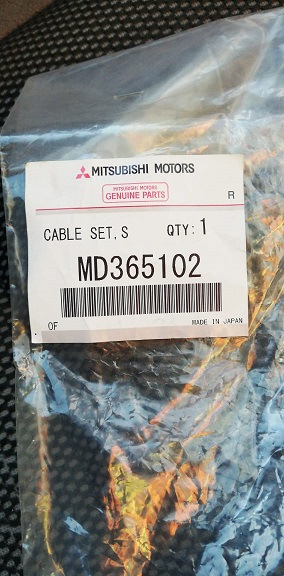 MITSUBISHI MOTORS
MITSUBISHI MOTORS
GENUINE PARTS
R
CABLE SET,S QTY:1
MD365102
OF MADE IN JAPAN